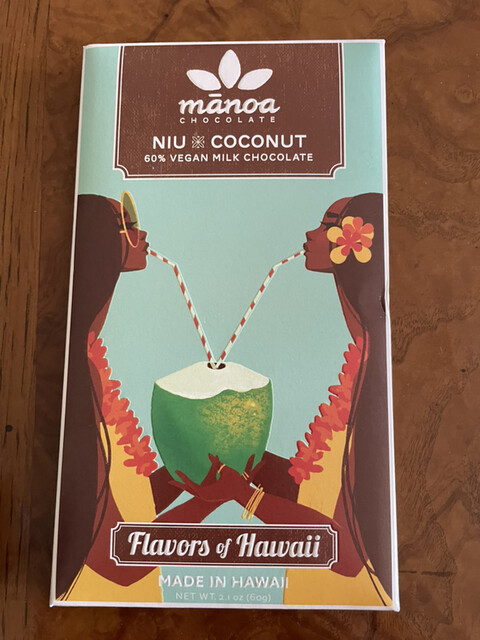 mānoa
CHOCOLATE
NIU COCONUT
60% VEGAN MILK CHOCOLATE
Flavors of Hawaii
MADE IN HAWAII
NET WT. 2.1 oz (60g)